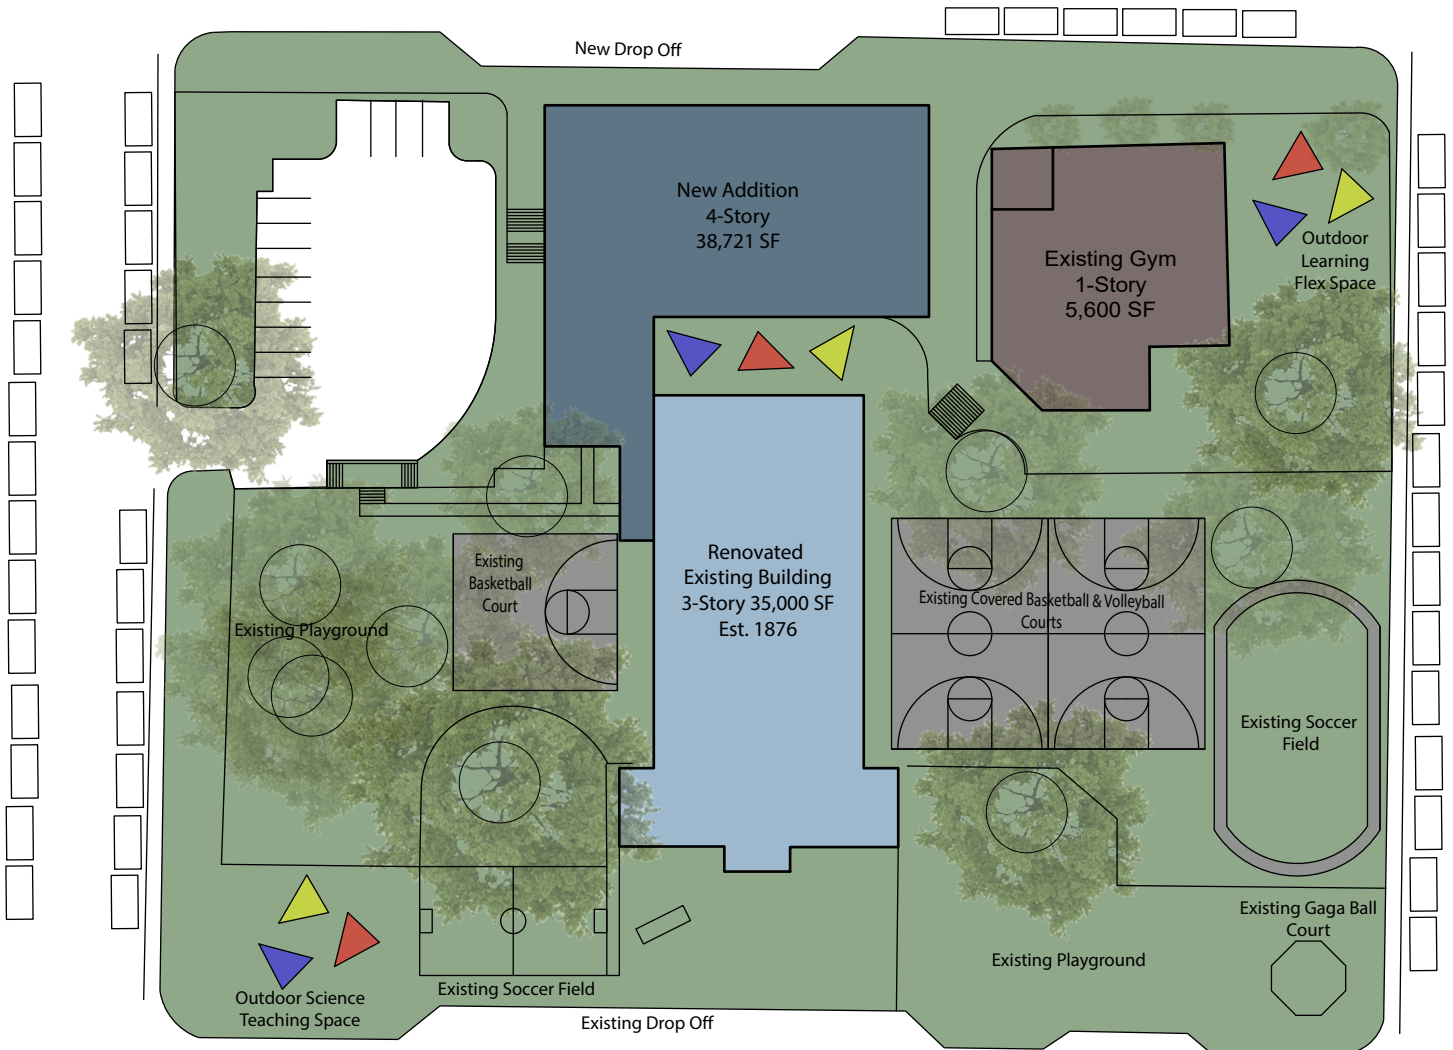 New Drop Off
New Addition
4-Story
38,721 SF
Existing Gym
1-Story
5,600 SF
Outdoor
Learning
Flex Space
Existing
Basketball
Court
Renovated
Existing Building
3-Story 35,000 SF
Est. 1876
Existing Covered Basketball & Volleyball
Courts
Existing Playground
Existing Soccer
Field
Existing Gaga Ball
Court
Existing Playground
Existing Soccer Field
Outdoor Science
Teaching Space
Existing Drop Off